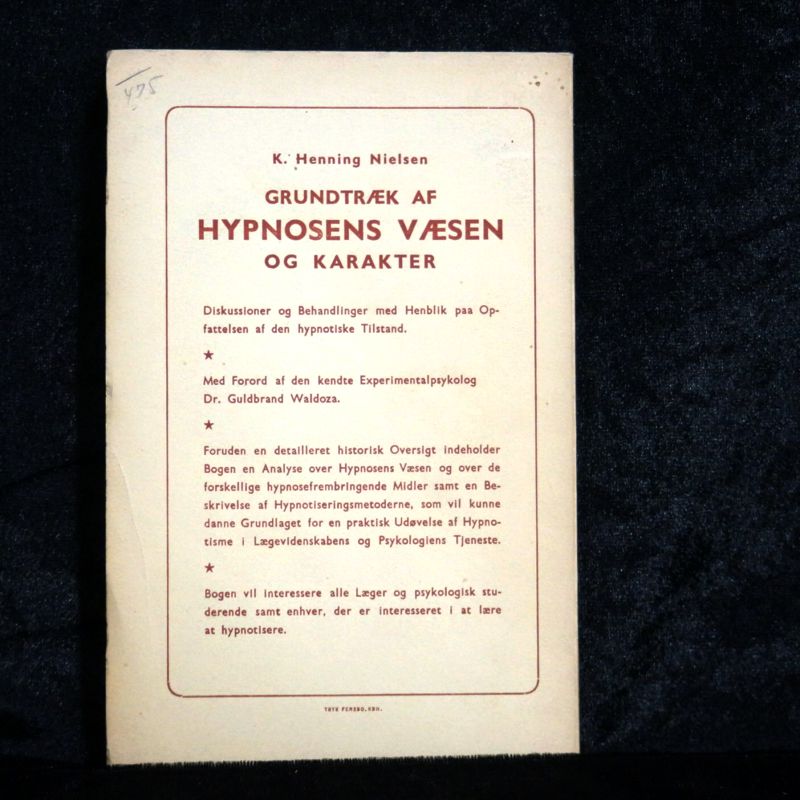 475
K. Henning Nielsen
GRUNDTRÆK AF
HYPNOSENS VÆSEN
OG KARAKTER
Diskussioner og Behandlinger med Henblik paa Op-
fattelsen af den hypnotiske Tilstand.
★
Med Forord af den kendte Experimentalpsykolog
Dr. Guldbrand Waldoza.
★
Foruden en detailleret historisk Oversigt indeholder
Bogen en Analyse over Hypnosens Væsen og over de
forskellige hypnosefrembringende Midler samt en Be-
skrivelse af Hypnotiseringsmetoderne, som vil kunne
danne Grundlaget for en praktisk Udøvelse af Hypno-
tisme i Lægevidenskabens og Psykologiens Tjeneste.
★
Bogen vil interessere alle Læger og psykologisk stu-
derende samt enhver, der er interesseret i at lære
at hypnotisere.
TRYK FERSBO, KBH.